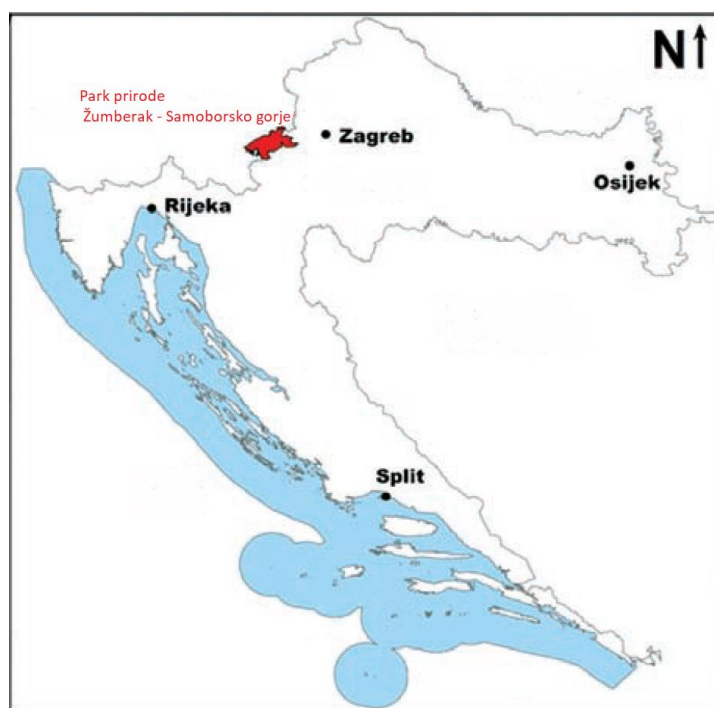 N
Park prirode
Žumberak - Samoborsko gorje
Zagreb
Osijek
Rijeka
Split